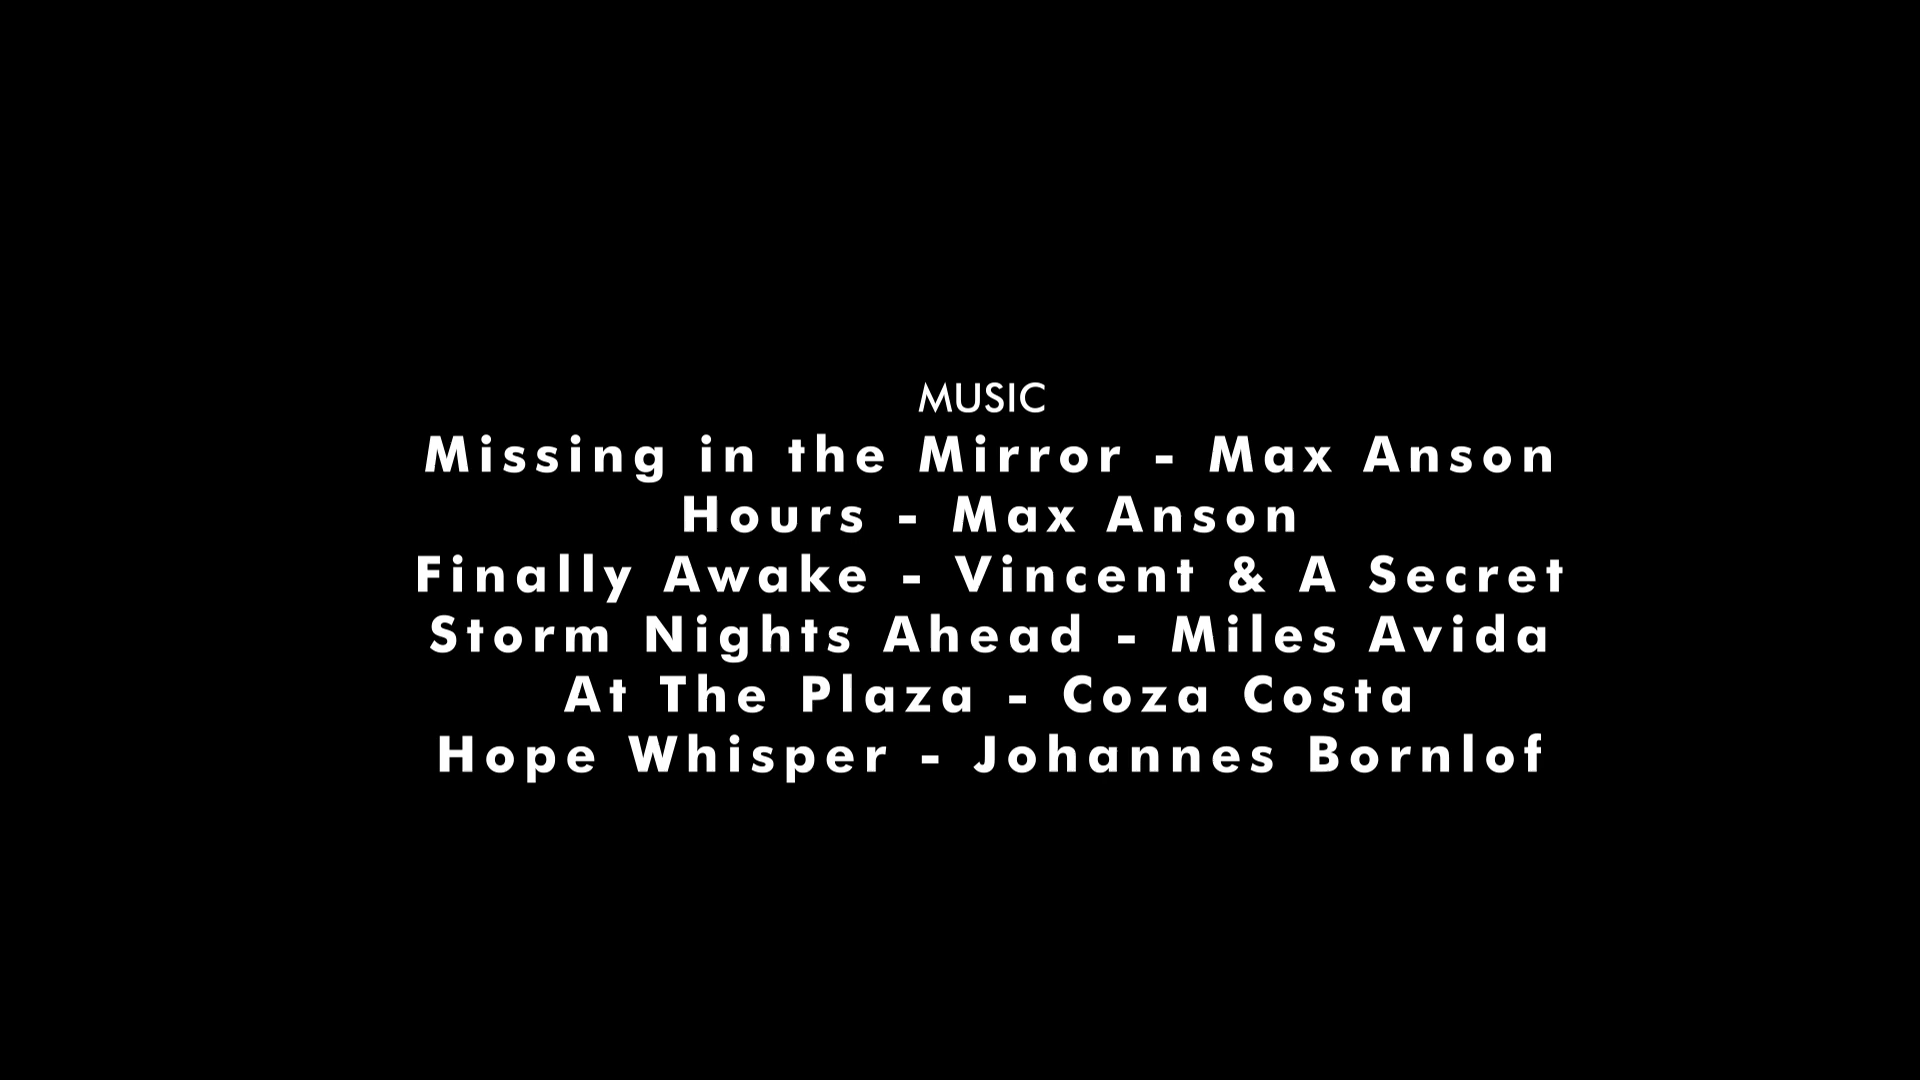 MUSIC
Missing in the Mirror - Max Anson
Hours - Max Anson
Finally Awake - Vincent & A Secret
Storm Nights Ahead - Miles Avida
At The Plaza - Coza Costa
Hope Whisper - Johannes Bornlof